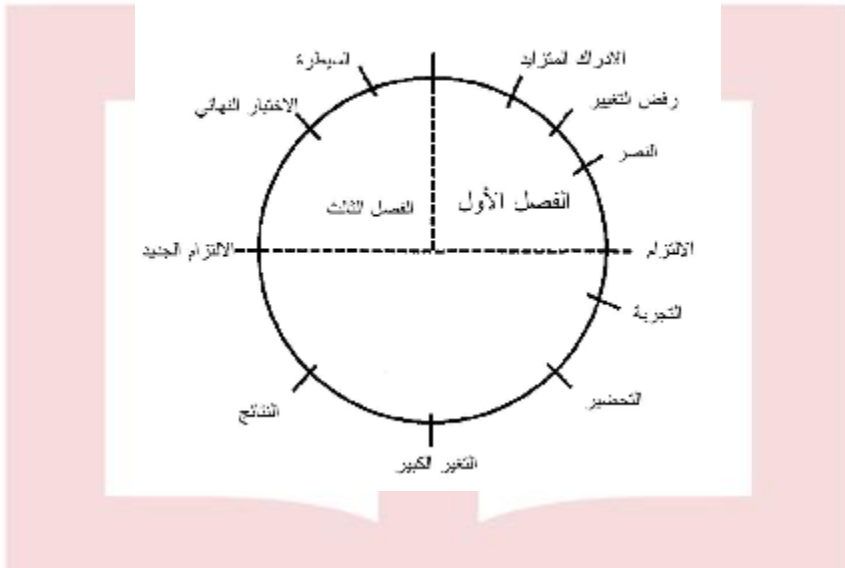 الادراك المتزايد
رفض التغيير
النصر
الالتزام
التجربة
التحضير
التغير الكبير
النتائج
الالتزام الجديد
الاختبار النهائي
السيطرة
الفصل الأول
الفصل الثالث